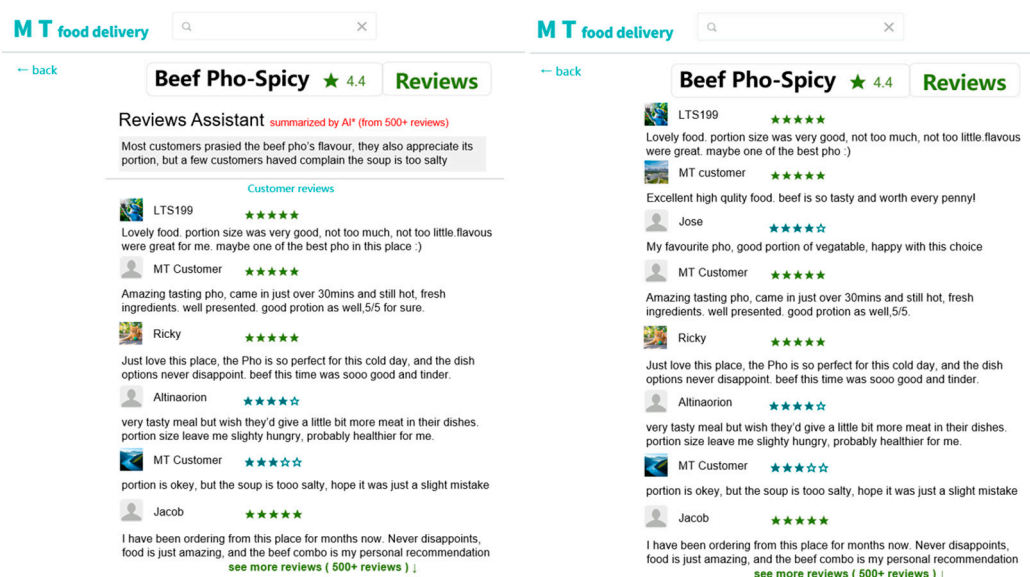 M T food delivery
← back
Beef Pho-Spicy ★ 4.4 Reviews
Reviews Assistant summarized by AI* (from 500+ reviews)
Most customers prasied the beef pho's flavour, they also appreciate its
portion, but a few customers haved complain the soup is too salty
Customer reviews
LTS199
Lovely food. portion size was very good, not too much, not too little.flavous
were great for me. maybe one of the best pho in this place :)
MT Customer
Amazing tasting pho, came in just over 30mins and still hot, fresh
ingredients. well presented. good protion as well,5/5 for sure.
Ricky
Just love this place, the Pho is so perfect for this cold day, and the dish
options never disappoint. beef this time was sooo good and tinder.
Altinaorion
very tasty meal but wish they'd give a little bit more meat in their dishes.
portion size leave me slighty hungry, probably healthier for me.
MT Customer
portion is okey, but the soup is tooo salty, hope it was just a slight mistake
Jacob
I have been ordering from this place for months now. Never disappoints,
food is just amazing, and the beef combo is my personal recommendation
see more reviews ( 500+ reviews ) ↓
M T food delivery
← back
Beef Pho-Spicy ★ 4.4 Reviews
LTS199
Lovely food. portion size was very good, not too much, not too little.flavous
were great. maybe one of the best pho :)
MT customer
Excellent high qulity food. beef is so tasty and worth every penny!
Jose
My favourite pho, good portion of vegatable, happy with this choice
MT Customer
Amazing tasting pho, came in just over 30mins and still hot, fresh
ingredients. well presented. good protion as well,5/5.
Ricky
Just love this place, the Pho is so perfect for this cold day, and the dish
options never disappoint. beef this time was sooo good and tinder.
Altinaorion
very tasty meal but wish they'd give a little bit more meat in their dishes.
portion size leave me slighty hungry, probably healthier for me.
MT Customer
portion is okey, but the soup is tooo salty, hope it was just a slight mistake
Jacob
I have been ordering from this place for months now. Never disappoints,
food is just amazing, and the beef combo is my personal recommendation
see more reviews ( 500+ reviews ) ↓